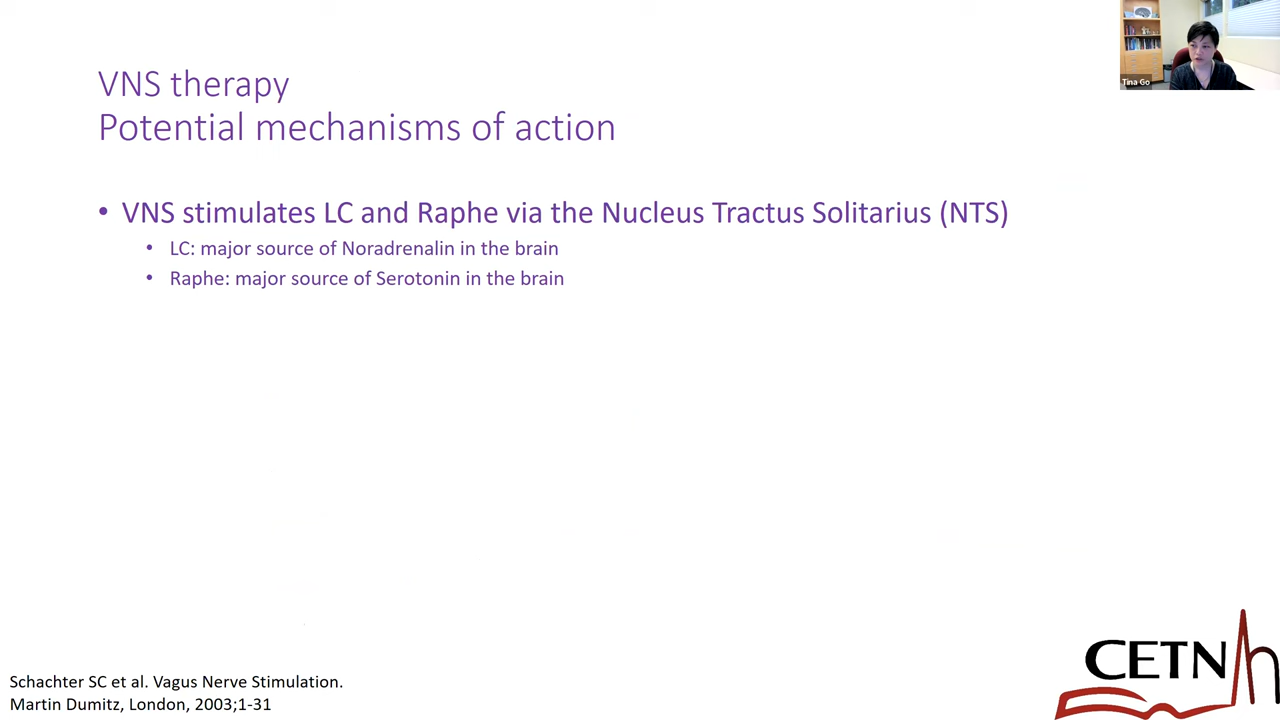 VNS therapy
Potential mechanisms of action
• VNS stimulates LC and Raphe via the Nucleus Tractus Solitarius (NTS)
• LC: major source of Noradrenalin in the brain
• Raphe: major source of Serotonin in the brain
Tina Go
Schachter SC et al. Vagus Nerve Stimulation.
Martin Dumitz, London, 2003;1-31
CETN